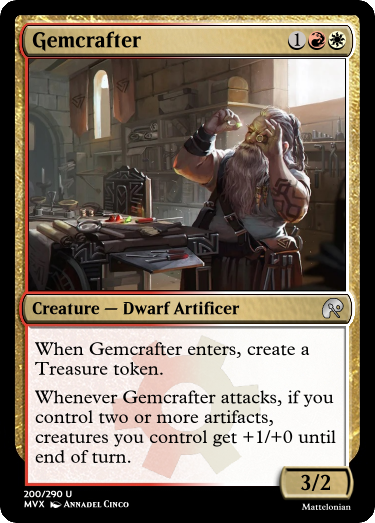 Gemcrafter 1
Creature — Dwarf Artificer
When Gemcrafter enters, create a
Treasure token.
Whenever Gemcrafter attacks, if you
control two or more artifacts,
creatures you control get +1/+0 until
end of turn.
3/2
200/290 U
MVX Annadel Cinco
Mattelonian